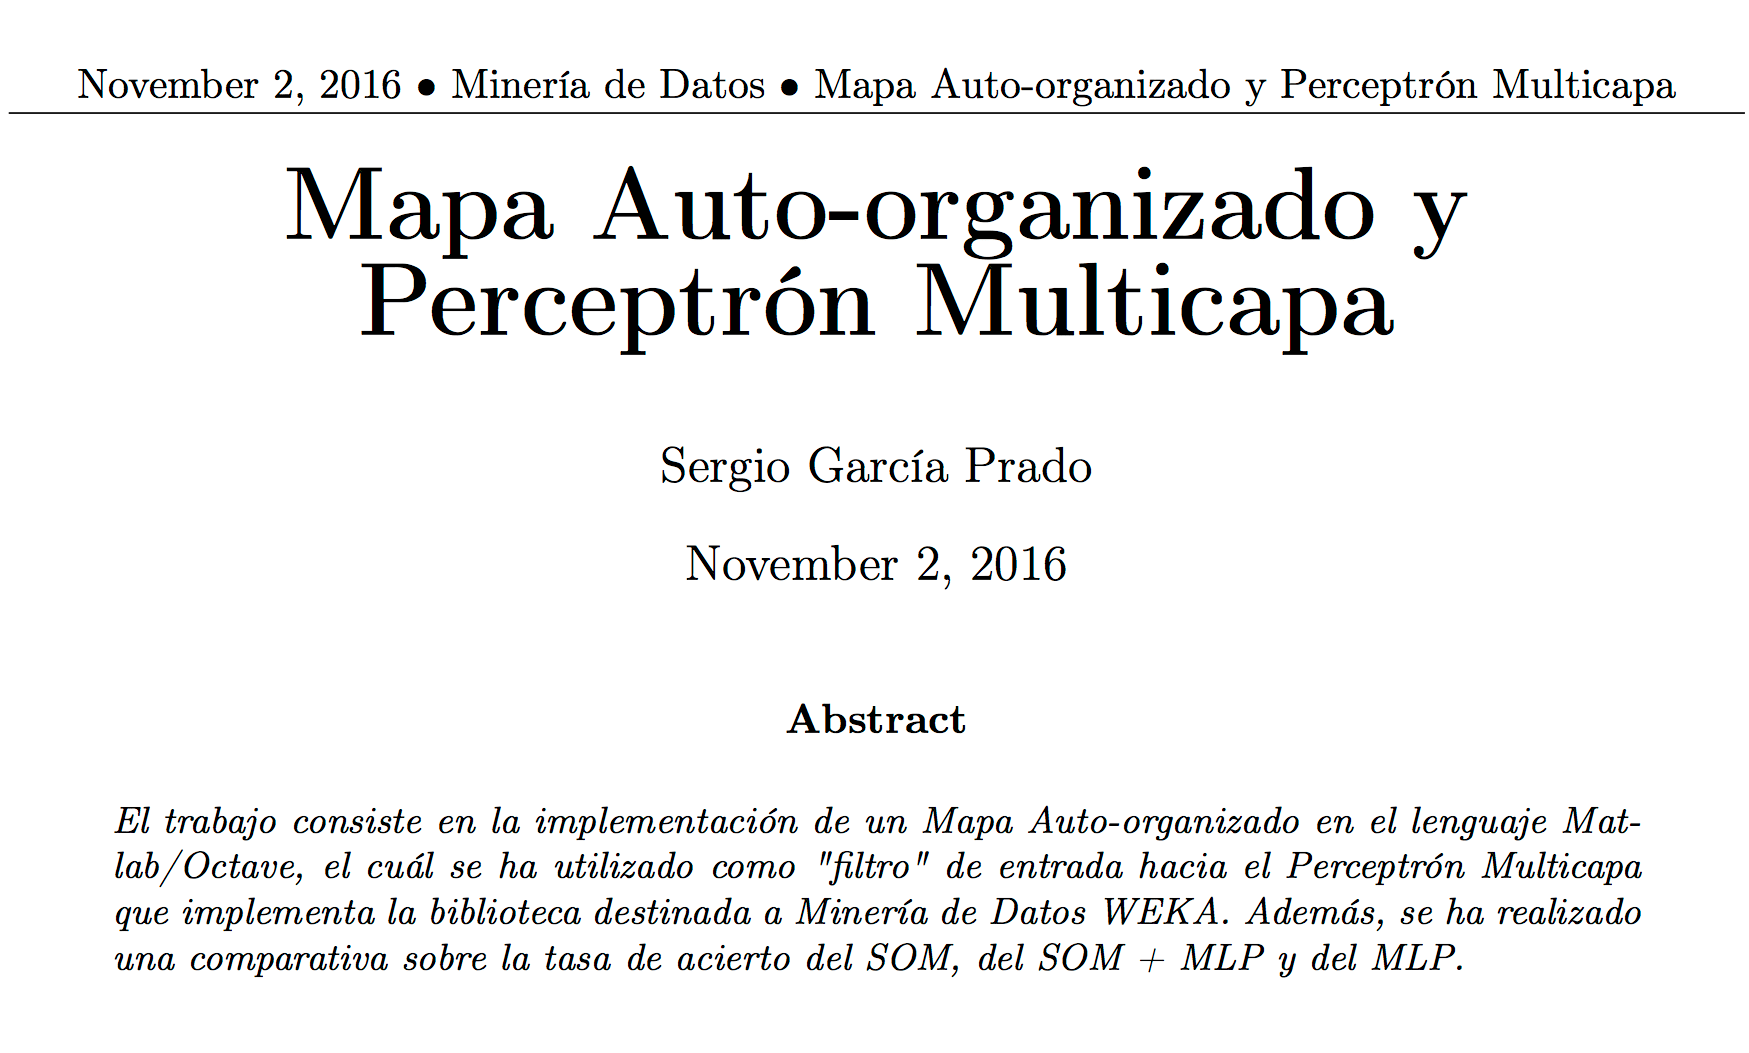 November 2, 2016 • Minería de Datos • Mapa Auto-organizado y Perceptrón Multicapa
Mapa Auto-organizado y
Perceptrón Multicapa
Sergio García Prado
November 2, 2016
Abstract
El trabajo consiste en la implementación de un Mapa Auto-organizado en el lenguaje Mat-
lab/Octave, el cuál se ha utilizado como "filtro" de entrada hacia el Perceptrón Multicapa
que implementa la biblioteca destinada a Minería de Datos WEKA. Además, se ha realizado
una comparativa sobre la tasa de acierto del SOM, del SOM + MLP y del MLP.